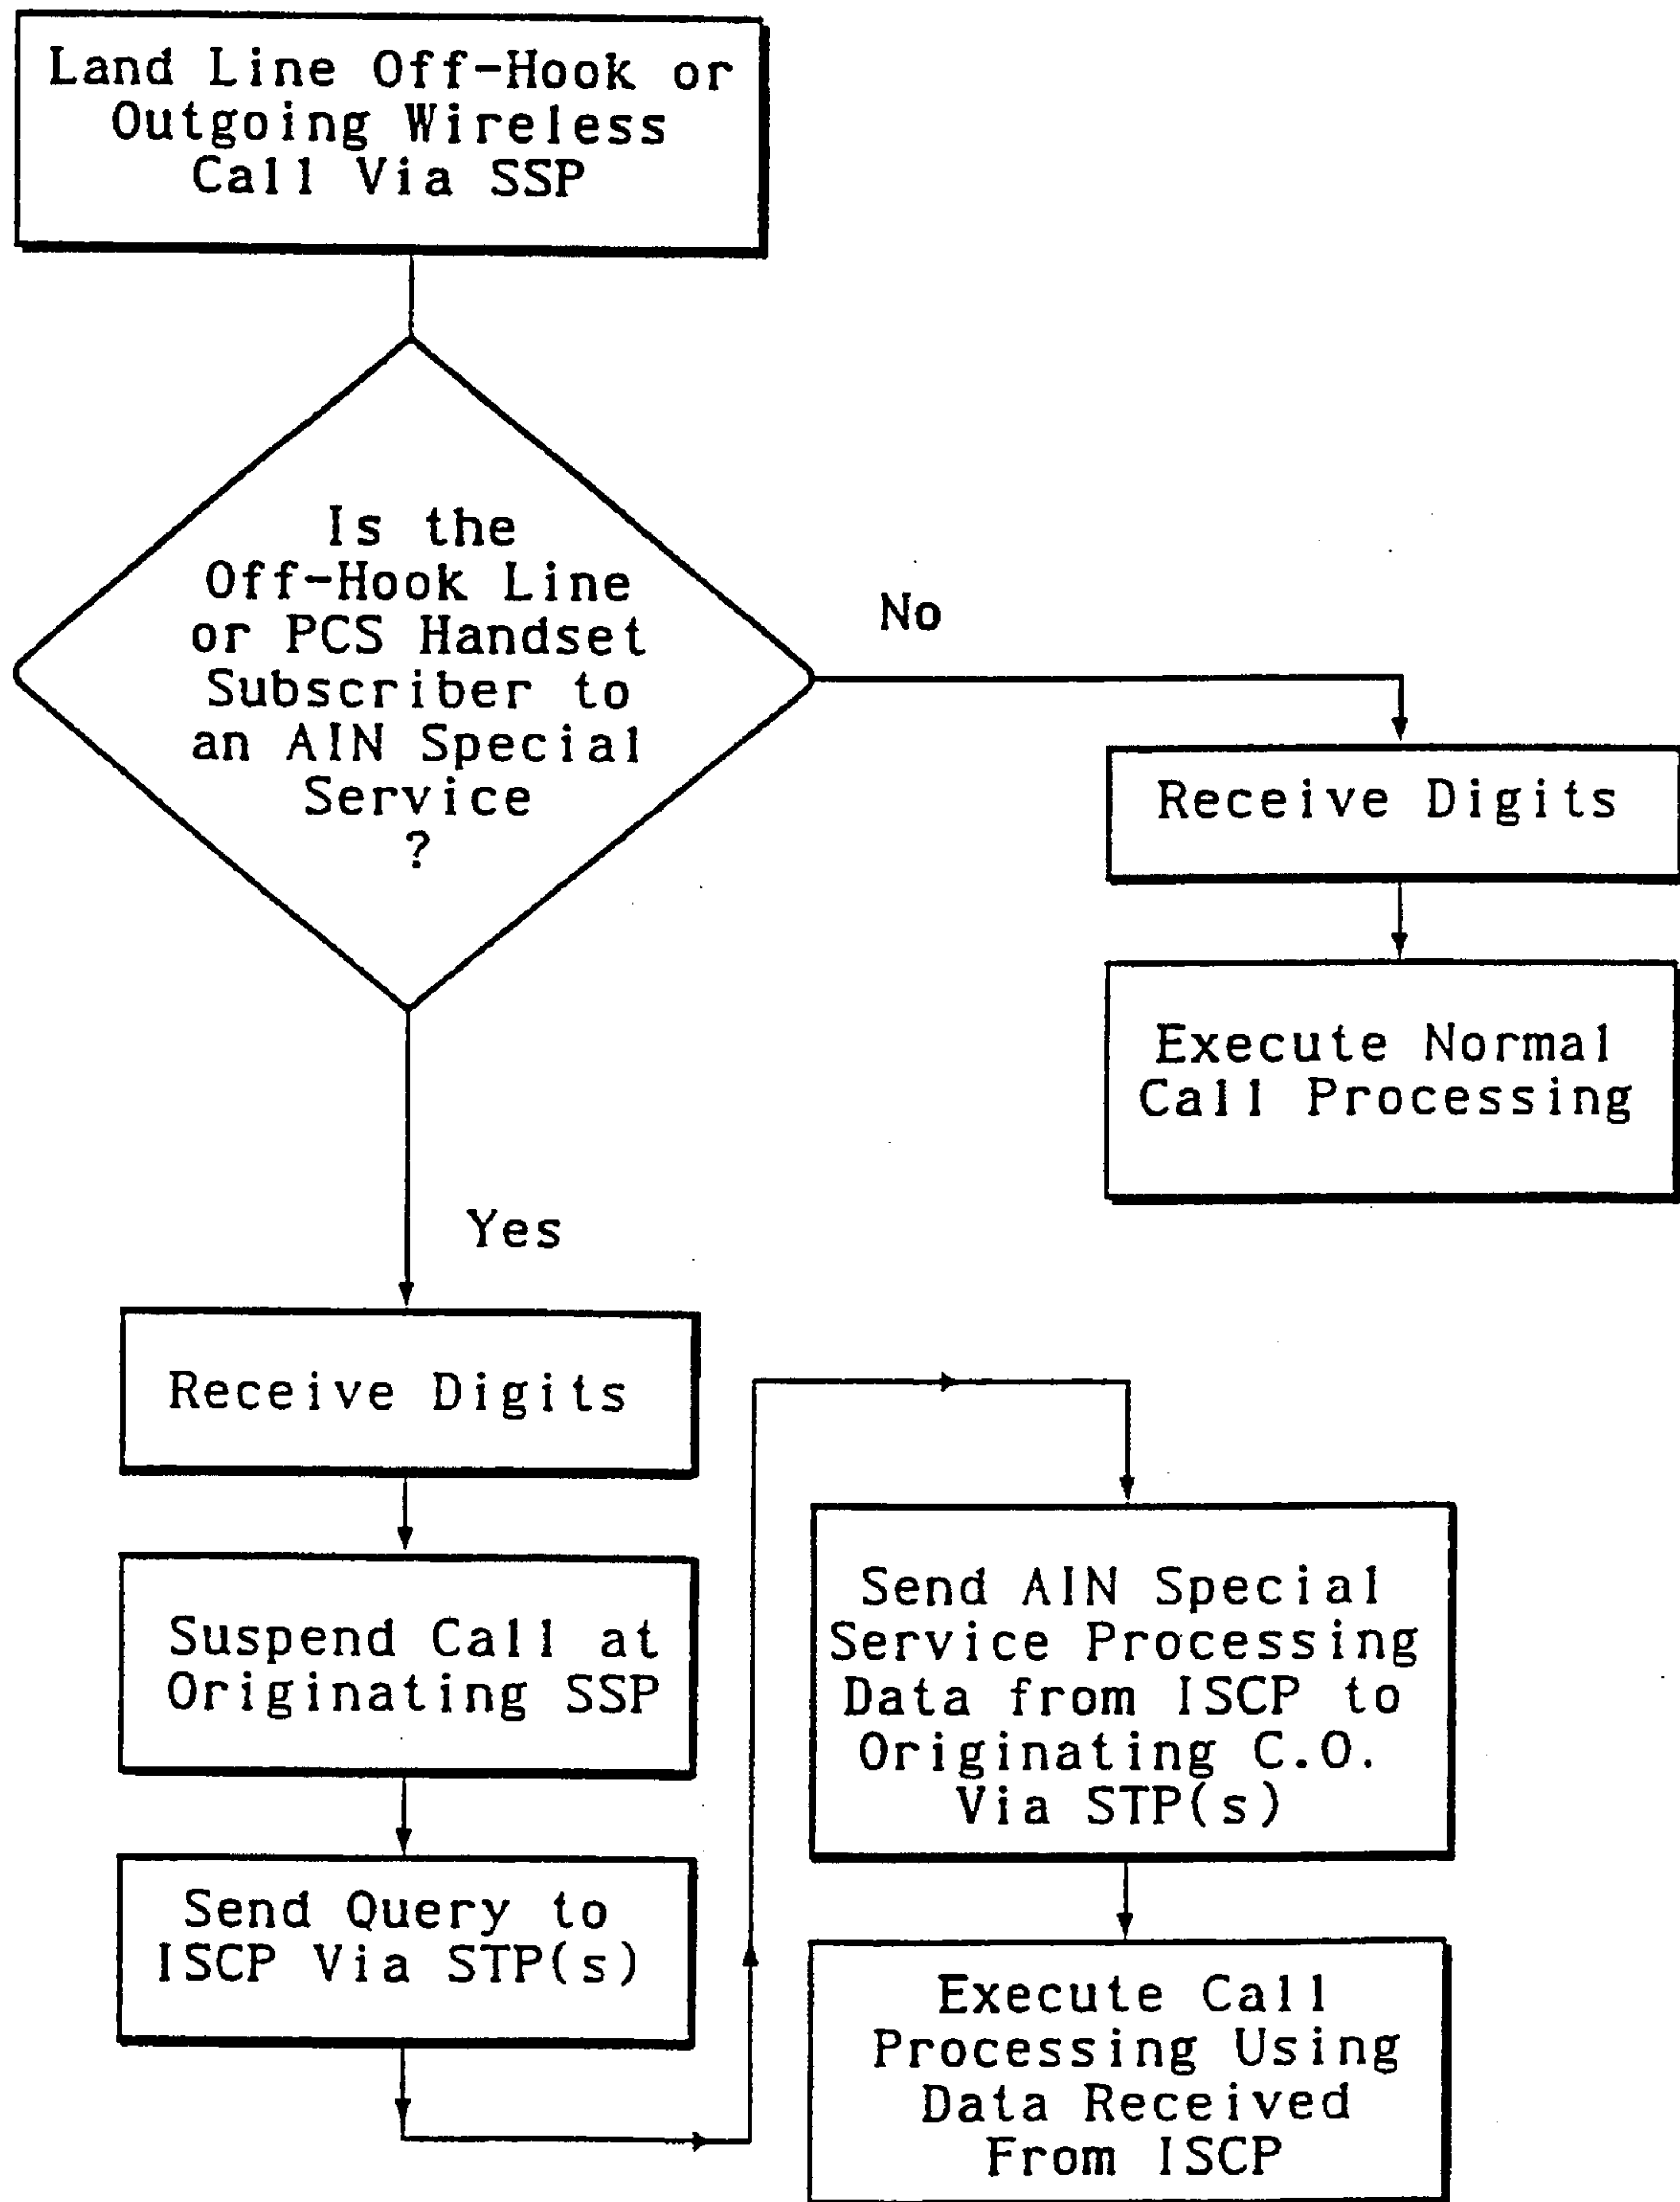 Land Line Off-Hook or
Outgoing Wireless
Call Via SSP
Is the
Off-Hook Line
or PCS Handset
Subscriber to
an AIN Special
Service
?
No
Receive Digits
Execute Normal
Call Processing
Yes
Receive Digits
Suspend Call at
Originating SSP
Send Query to
ISCP Via STP(s)
Send AIN Special
Service Processing
Data from ISCP to
Originating C.O.
Via STP(s)
Execute Call
Processing Using
Data Received
From ISCP